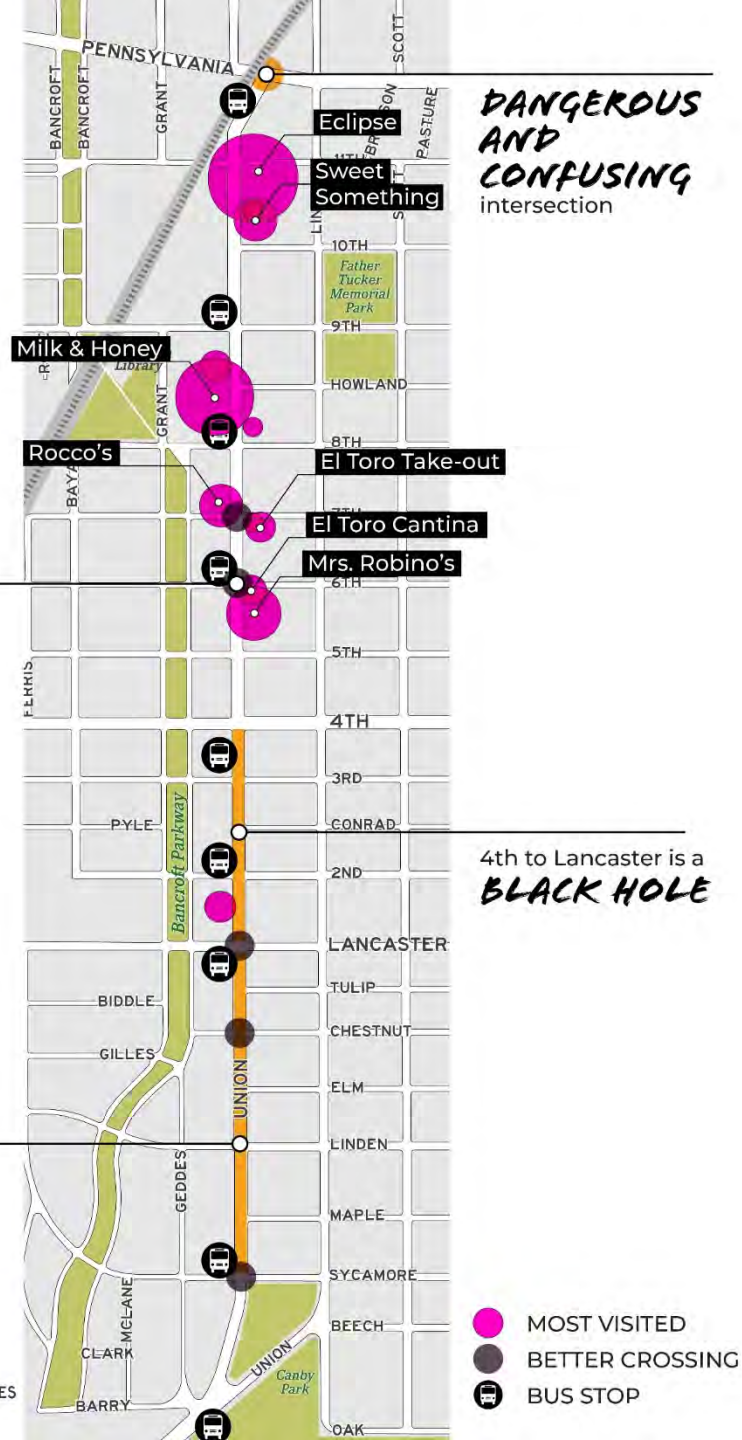 PENNSYLVANIA
SCOTT
BANCROFT
BANCROFT
GRANT
PASTURE
DANGEROUS
AND
CONFUSING
intersection
Eclipse
11TH
Sweet
Something
10TH
Father
Tucker
Memorial
Park
9TH
Milk & Honey
Library
HOWLAND
GRANT
8TH
Rocco's
El Toro Take-out
7TH
El Toro Cantina
Mrs. Robino's
6TH
5TH
FERRIS
4TH
3RD
PYLE
CONRAD
Bancroft Parkway
4th to Lancaster is a
BLACK HOLE
2ND
LANCASTER
TULIP
BIDDLE
CHESTNUT
GILLES
UNION
ELM
LINDEN
GEDDES
MAPLE
SYCAMORE
MCLANE
BEECH
CLARK
UNION
Canby
Park
BARRY
OAK
MOST VISITED
BETTER CROSSING
BUS STOP